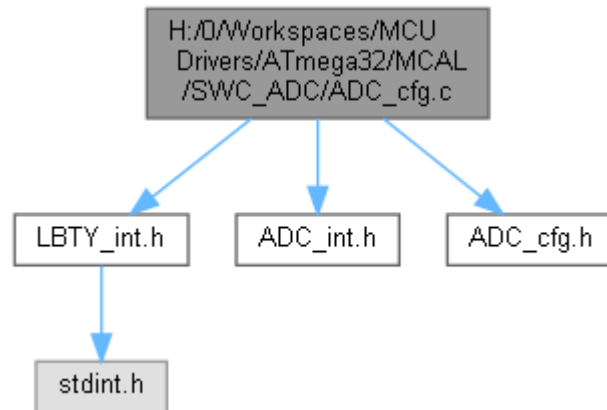 H:/0/Workspaces/MCU
Drivers/ATmega32/MCAL
/SWC_ADC/ADC_cfg.c
LBTY_int.h
ADC_int.h
ADC_cfg.h
stdint.h